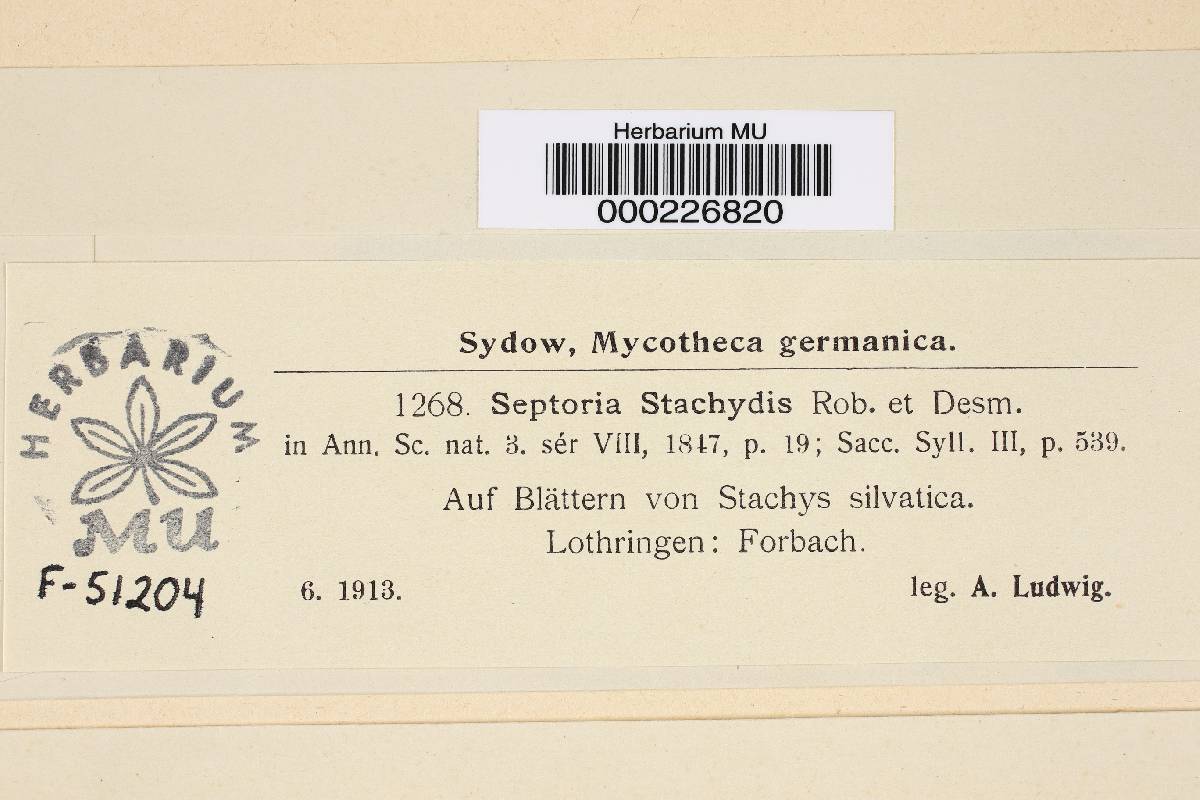 Herbarium MU
000226820
HERBARIUM
MU
F-51204
Sydow, Mycotheca germanica.
1268. Septoria Stachydis Rob. et Desm.
in Ann. Sc. nat. 3. sér VIII, 1847, p. 19; Sacc. Syll. III, p. 539.
Auf Blättern von Stachys silvatica.
Lothringen: Forbach.
6. 1913. leg. A. Ludwig.